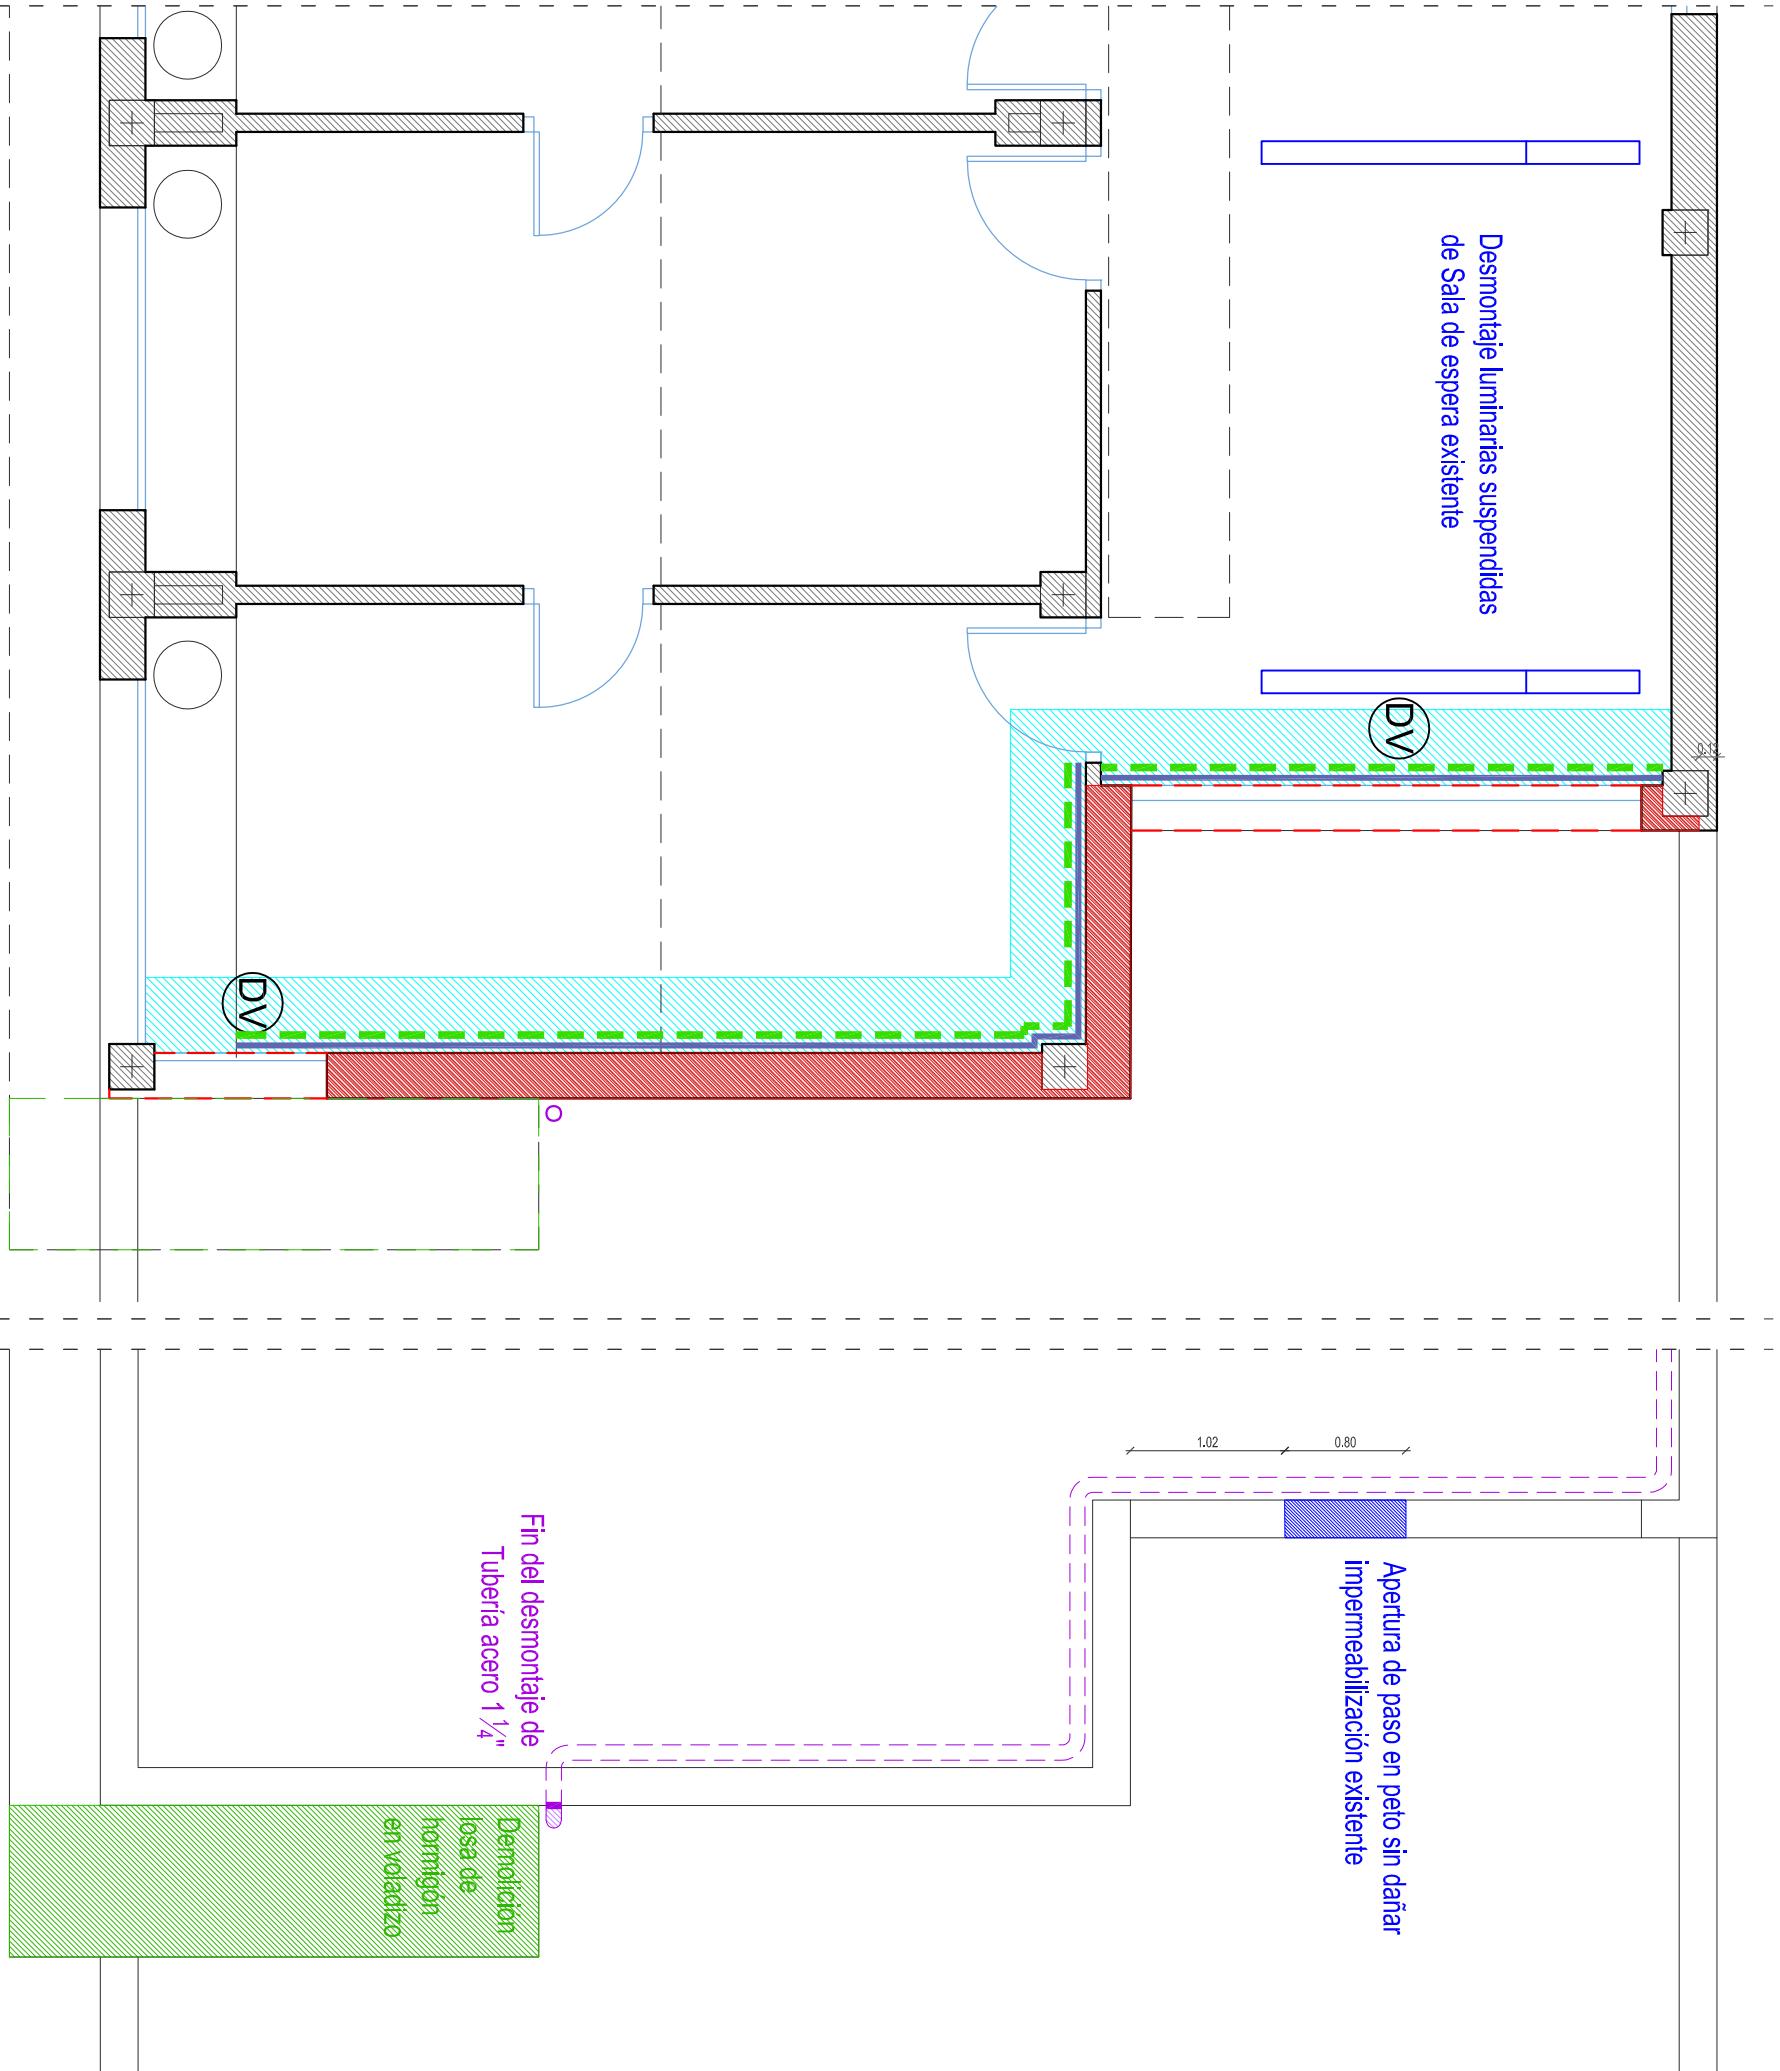 Desmontaje luminarias suspendidas
de Sala de espera existente
DV
0.12
DV
1.02
0.80
Fin del desmontaje de
Tubería acero 1 ¼"
Apertura de paso en peto sin dañar
impermeabilización existente
Demolición
losa de
hormigón
en voladizo